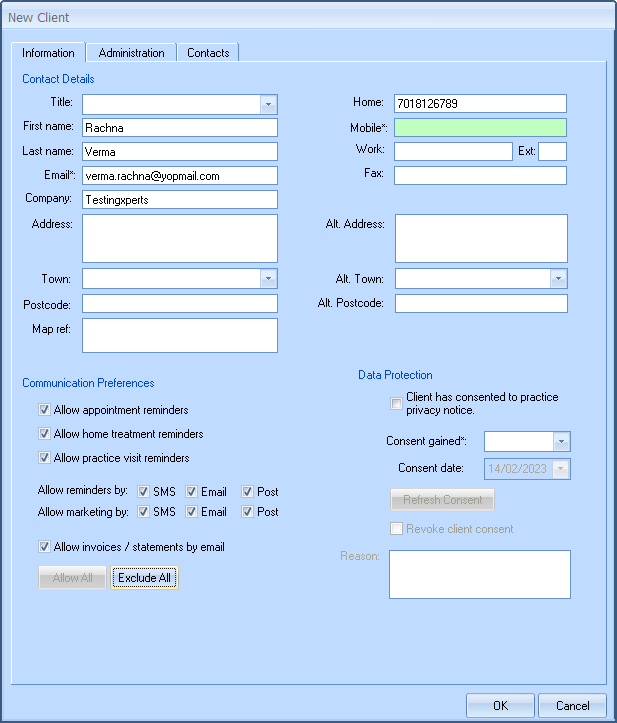 New Client
Information Administration Contacts
Contact Details
Title:
First name: Rachna
Last name: Verma
Email*: verma.rachna@yopmail.com
Company: Testingxperts
Address:
Town:
Postcode:
Map ref:
Home: 7018126789
Mobile*:
Work: Ext:
Fax:
Alt. Address:
Alt. Town:
Alt. Postcode:
Communication Preferences
Allow appointment reminders
Allow home treatment reminders
Allow practice visit reminders
Allow reminders by: SMS Email Post
Allow marketing by: SMS Email Post
Allow invoices / statements by email
Allow All Exclude All
Data Protection
Client has consented to practice
privacy notice.
Consent gained*:
Consent date: 14/02/2023
Refresh Consent
Revoke client consent
Reason:
OK Cancel